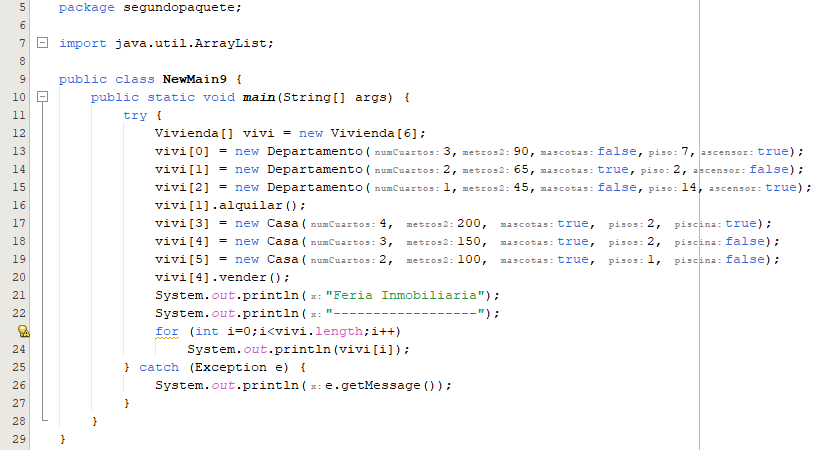 5 package segundopaquete;
6
7 import java.util.ArrayList;
8
9 public class NewMain9 {
10 public static void main(String[] args) {
11 try {
12 Vivienda[] vivi = new Vivienda[6];
13 vivi[0] = new Departamento(numCuartos: 3, metros2: 90, mascotas: false, piso: 7, ascensor: true);
14 vivi[1] = new Departamento(numCuartos: 2, metros2: 65, mascotas: true, piso: 2, ascensor: false);
15 vivi[2] = new Departamento(numCuartos: 1, metros2: 45, mascotas: false, piso: 14, ascensor: true);
16 vivi[1].alquilar();
17 vivi[3] = new Casa(numCuartos: 4, metros2: 200, mascotas: true, pisos: 2, piscina: true);
18 vivi[4] = new Casa(numCuartos: 3, metros2: 150, mascotas: true, pisos: 2, piscina: false);
19 vivi[5] = new Casa(numCuartos: 2, metros2: 100, mascotas: true, pisos: 1, piscina: false);
20 vivi[4].vender();
21 System.out.println(x: "Feria Inmobiliaria");
22 System.out.println(x: "------------------");
for (int i=0;i<vivi.length;i++)
24 System.out.println(vivi[i]);
25 } catch (Exception e) {
26 System.out.println(x: e.getMessage());
27 }
28 }
29 }